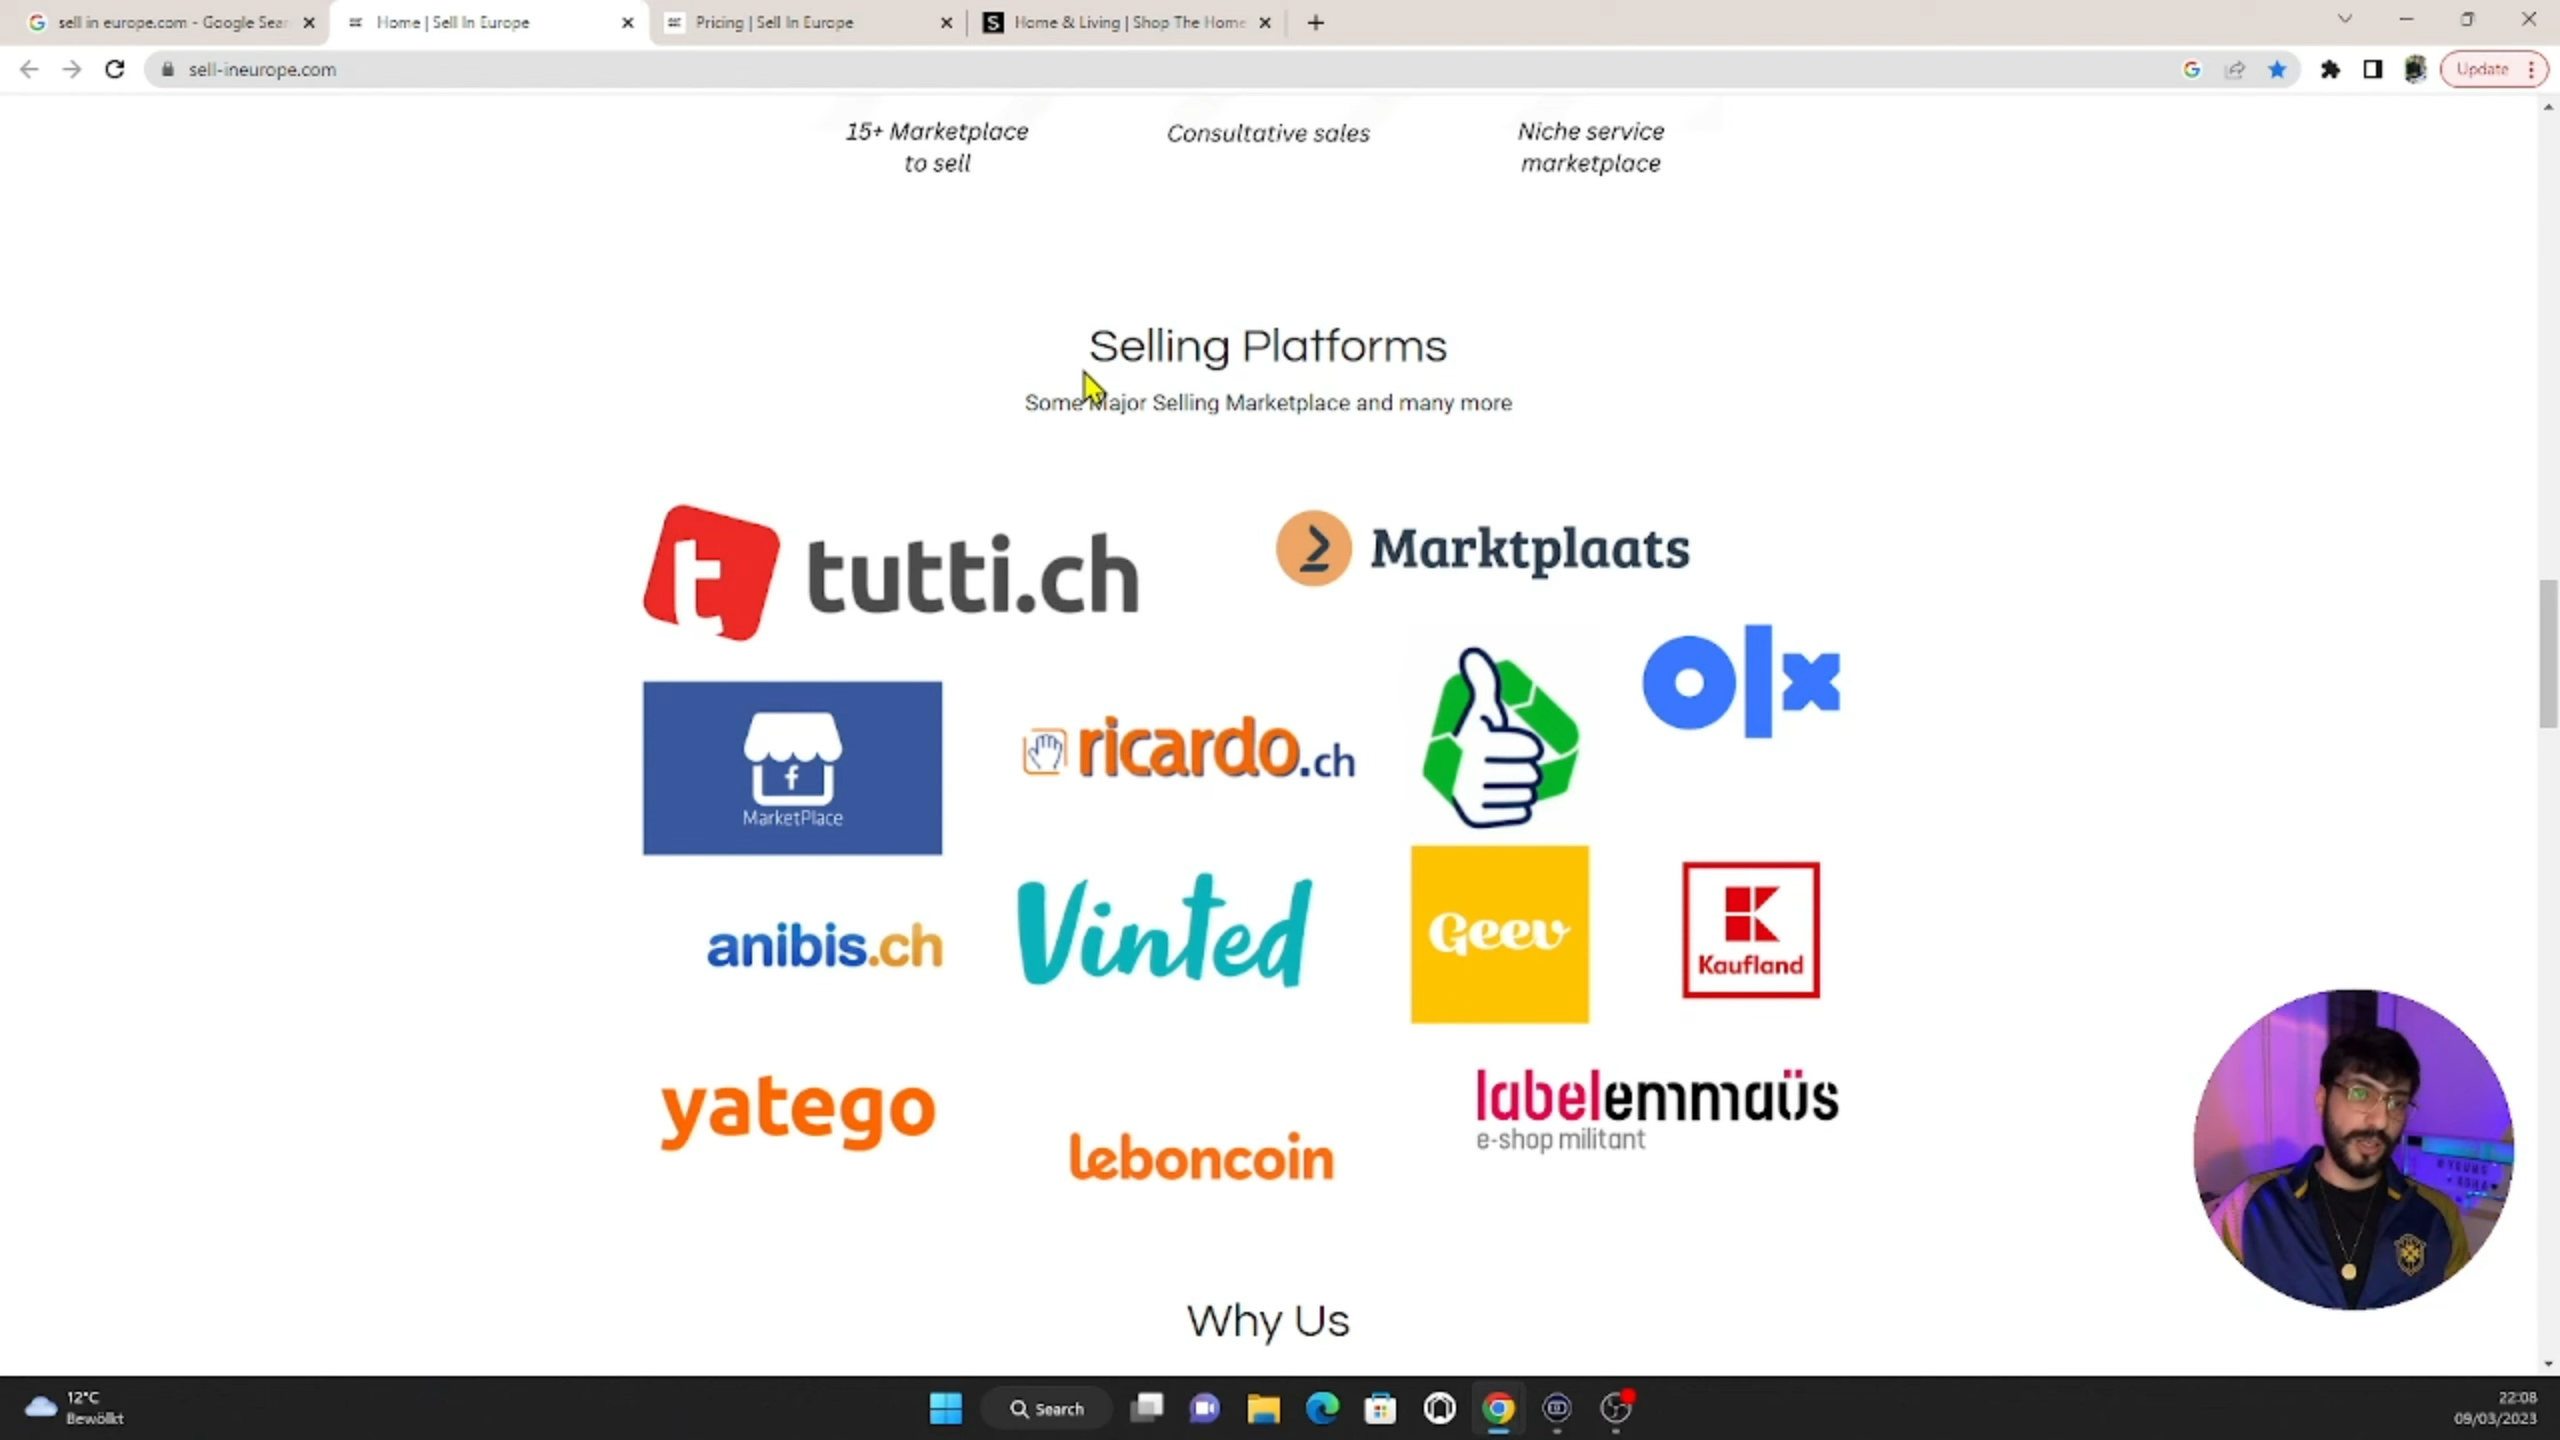 sell in europe.com - Google Sear
Home | Sell In Europe
Pricing | Sell In Europe
Home & Living | Shop The Home
sell-ineurope.com
Update
15+ Marketplace
to sell
Consultative sales
Niche service
marketplace
Selling Platforms
Some Major Selling Marketplace and many more
tutti.ch
Marktplaats
olx
MarketPlace
ricardo.ch
anibis.ch
Vinted
Geev
Kaufland
yatego
leboncoin
labelemmaüs
e-shop militant
Why Us
12°C
Bewölkt
Search
22:08
09/03/2023